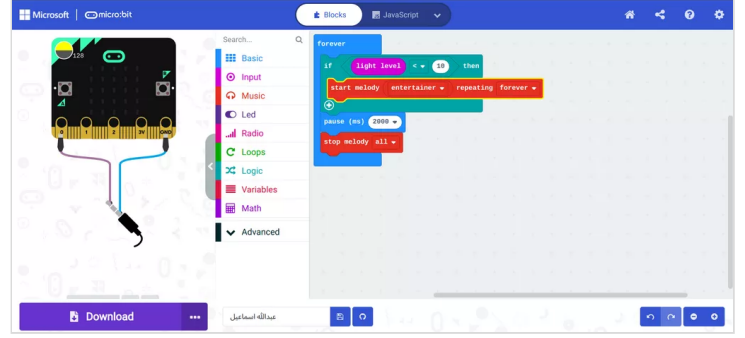 Microsoft
micro:bit
Blocks
JavaScript
128
0 1 2 3V GND
Search...
Basic
Input
Music
Led
Radio
Loops
Logic
Variables
Math
Advanced
forever
if light level < 10 then
start melody entertainer repeating forever
pause (ms) 2000
stop melody all
Download
عبدالله اسماعيل